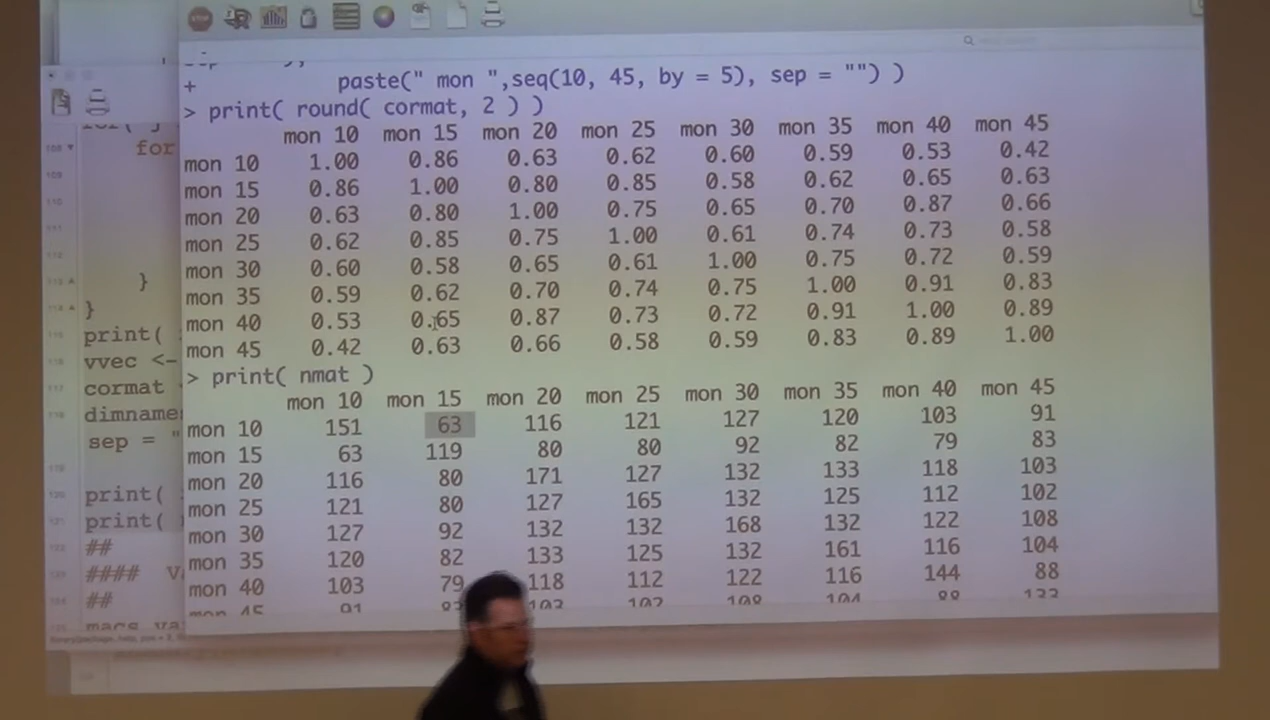 + paste(" mon ",seq(10, 45, by = 5), sep = "") )
> print( round( cormat, 2 ) )
mon 10 mon 15 mon 20 mon 25 mon 30 mon 35 mon 40 mon 45
mon 10 1.00 0.86 0.63 0.62 0.60 0.59 0.53 0.42
mon 15 0.86 1.00 0.80 0.85 0.58 0.62 0.65 0.63
mon 20 0.63 0.80 1.00 0.75 0.65 0.70 0.87 0.66
mon 25 0.62 0.85 0.75 1.00 0.61 0.74 0.73 0.58
mon 30 0.60 0.58 0.65 0.61 1.00 0.75 0.72 0.59
mon 35 0.59 0.62 0.70 0.74 0.75 1.00 0.91 0.83
mon 40 0.53 0.65 0.87 0.73 0.72 0.91 1.00 0.89
mon 45 0.42 0.63 0.66 0.58 0.59 0.83 0.89 1.00
> print( nmat )
mon 10 mon 15 mon 20 mon 25 mon 30 mon 35 mon 40 mon 45
mon 10 151 63 116 121 127 120 103 91
mon 15 63 119 80 80 92 82 79 83
mon 20 116 80 171 127 132 133 118 103
mon 25 121 80 127 165 132 125 112 102
mon 30 127 92 132 132 168 132 122 108
mon 35 120 82 133 125 132 161 116 104
mon 40 103 79 118 112 122 116 144 88
mon 45 91 83 103 102 108 104 88
for
}
}
print(
vvec <-
cormat
dimname
sep = "
print(
print(
##
####
##